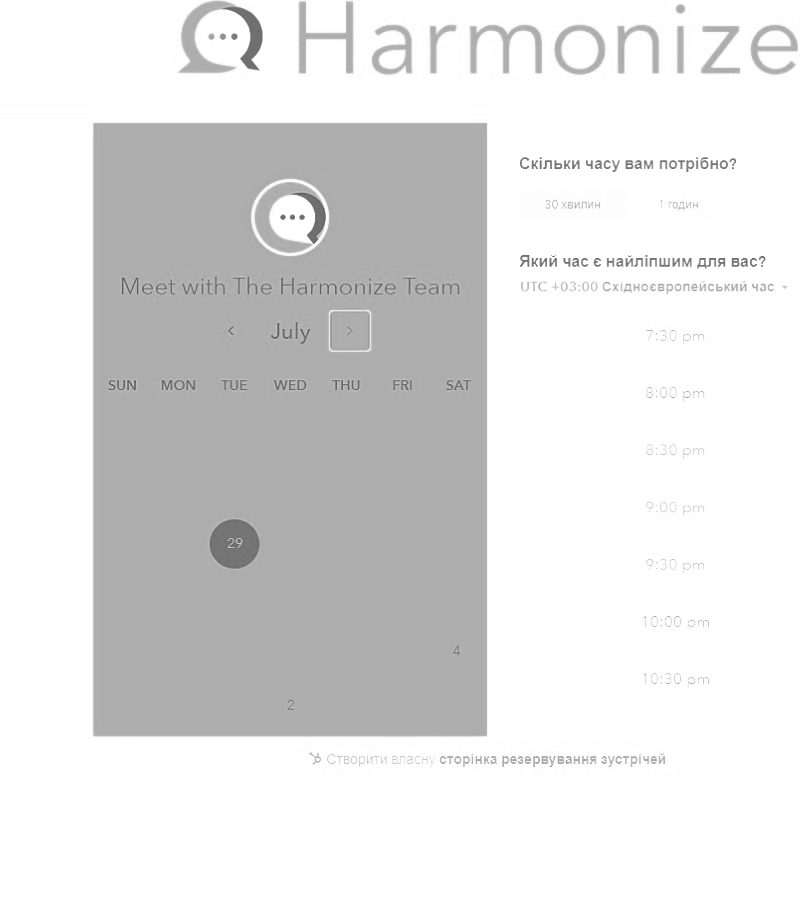 Harmonize
Meet with The Harmonize Team
July
SUN MON TUE WED THU FRI SAT
29
4
2
Скільки часу вам потрібно?
30 хвилин 1 годин
Який час є найліпшим для вас?
UTC +03:00 Східноєвропейський час
7:30 pm
8:00 pm
8:30 pm
9:00 pm
9:30 pm
10:00 pm
10:30 pm
Створити власну сторінка резервування зустрічей